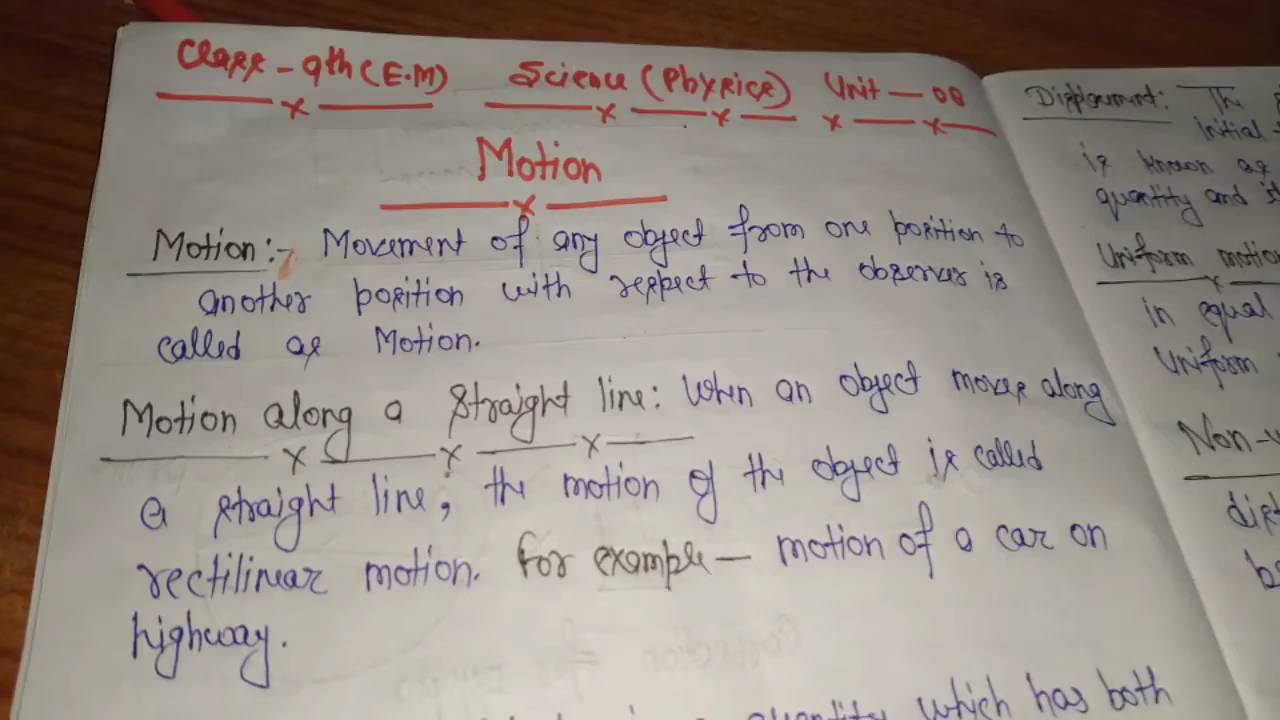 Class - 9th (E.M) Science (Physics) Unit - 08
Motion
Motion :- Movement of any object from one position to
another position with respect to the observer is
called as Motion.
Motion along a straight line : When an object moves along
a straight line, the motion of the object is called
rectilinear motion. for example - motion of a car on
highway.
quantity which has both
Displacement : The
Initial
is known as
quantity and
Uniform motion
in equal
Uniform
Non-